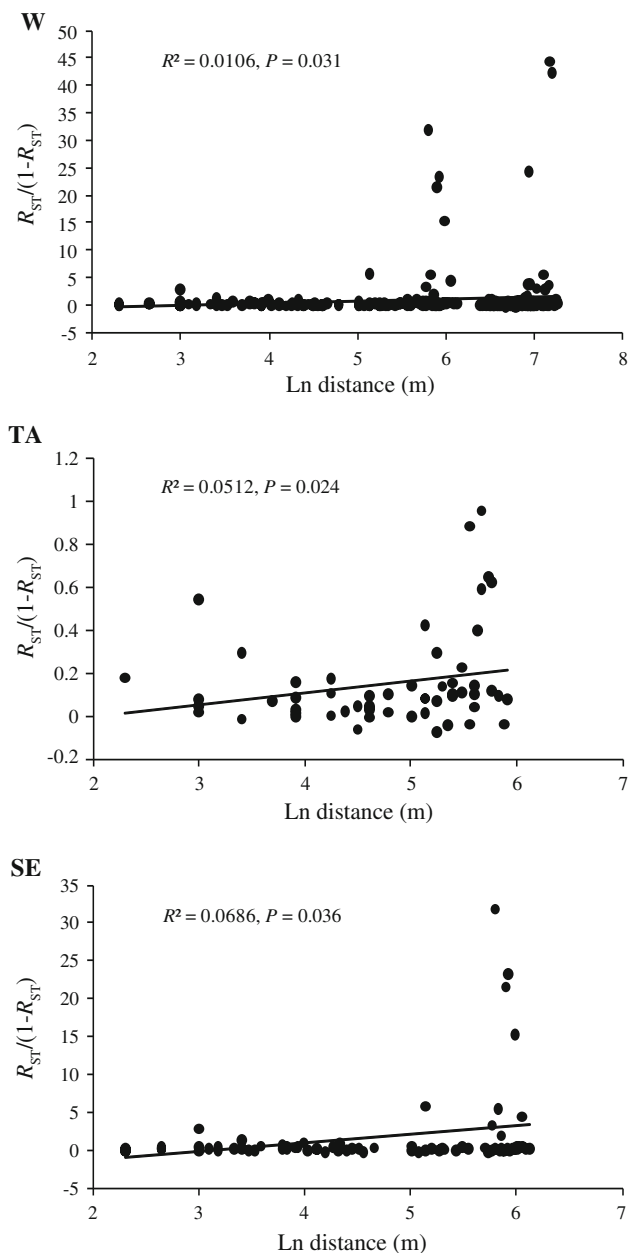 W
R² = 0.0106, P = 0.031
R_ST/(1-R_ST)
50
45
40
35
30
25
20
15
10
5
0
-5
2 3 4 5 6 7 8
Ln distance (m)
TA
R² = 0.0512, P = 0.024
R_ST/(1-R_ST)
1.2
1
0.8
0.6
0.4
0.2
0
-0.2
2 3 4 5 6 7
Ln distance (m)
SE
R² = 0.0686, P = 0.036
R_ST/(1-R_ST)
35
30
25
20
15
10
5
0
-5
2 3 4 5 6 7
Ln distance (m)